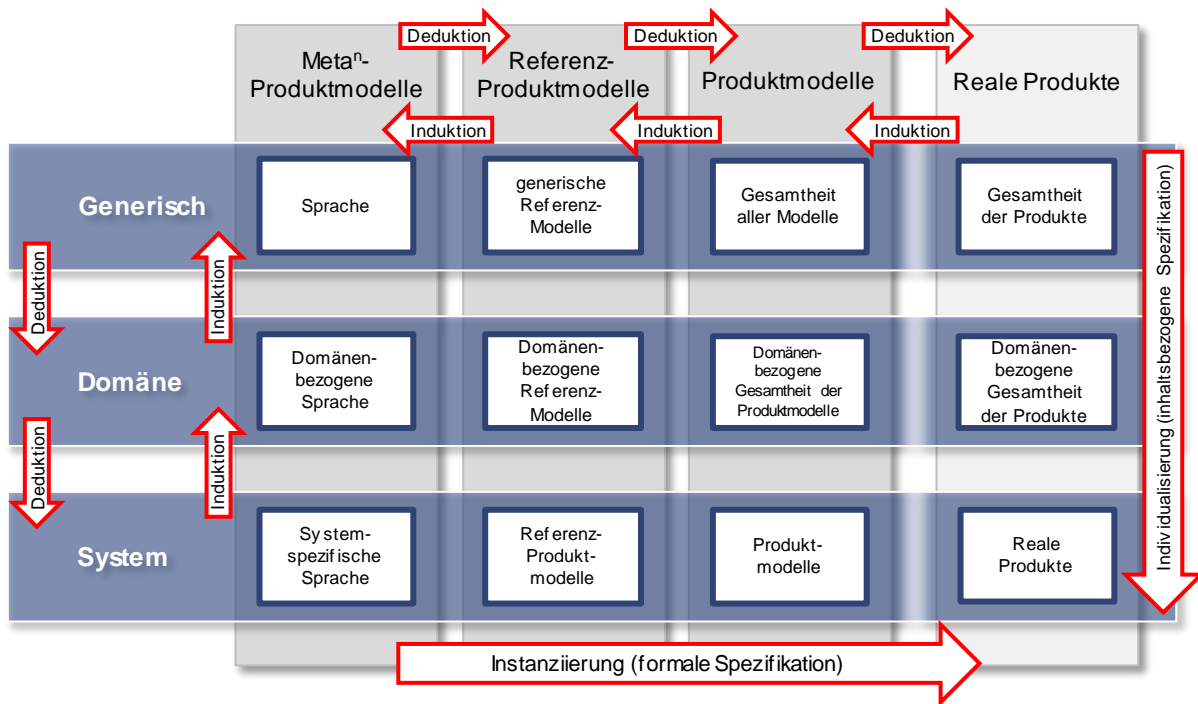 Deduktion
Deduktion
Deduktion
Metaⁿ-
Produktmodelle
Referenz-
Produktmodelle
Produktmodelle
Reale Produkte
Induktion
Induktion
Induktion
Generisch
Sprache
generische
Referenz-
Modelle
Gesamtheit
aller Modelle
Gesamtheit
der Produkte
Deduktion
Induktion
Domäne
Domänen-
bezogene
Sprache
Domänen-
bezogene
Referenz-
Modelle
Domänen-
bezogene
Gesamtheit der
Produktmodelle
Domänen-
bezogene
Gesamtheit
der Produkte
Deduktion
Induktion
System
System-
spezifische
Sprache
Referenz-
Produkt-
modelle
Produkt-
modelle
Reale
Produkte
Individualisierung (inhaltsbezogene Spezifikation)
Instanziierung (formale Spezifikation)